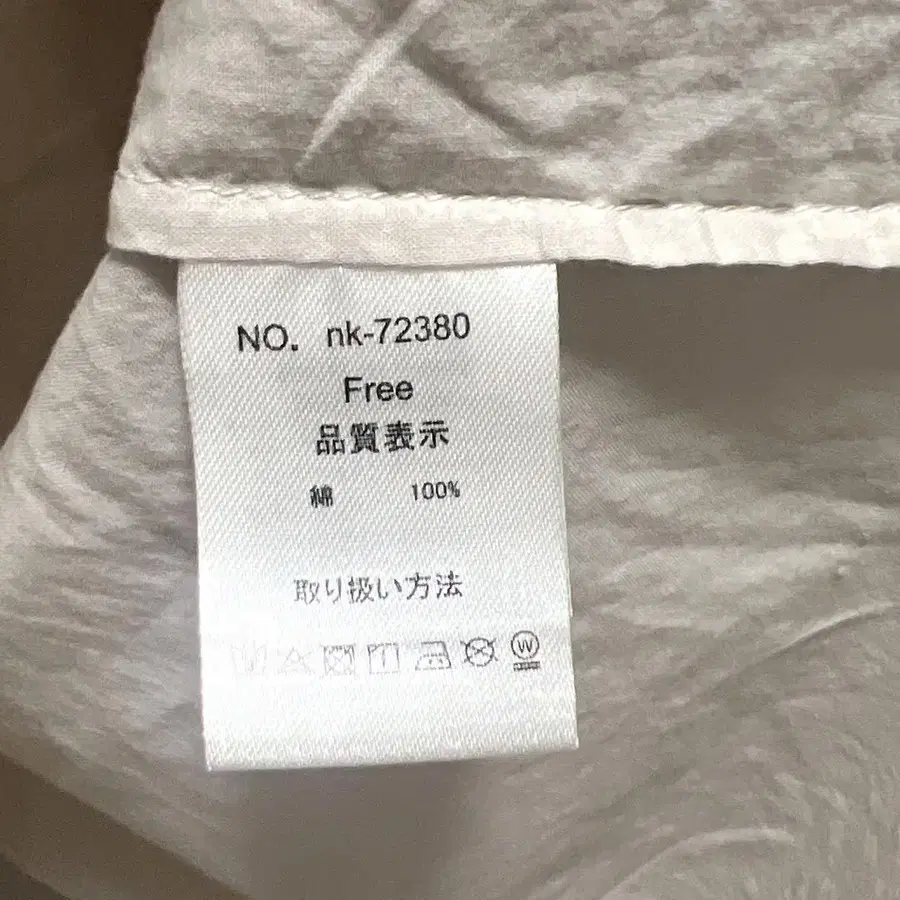 NO. nk-72380
Free
品質表示
綿 100%
取り扱い方法
W